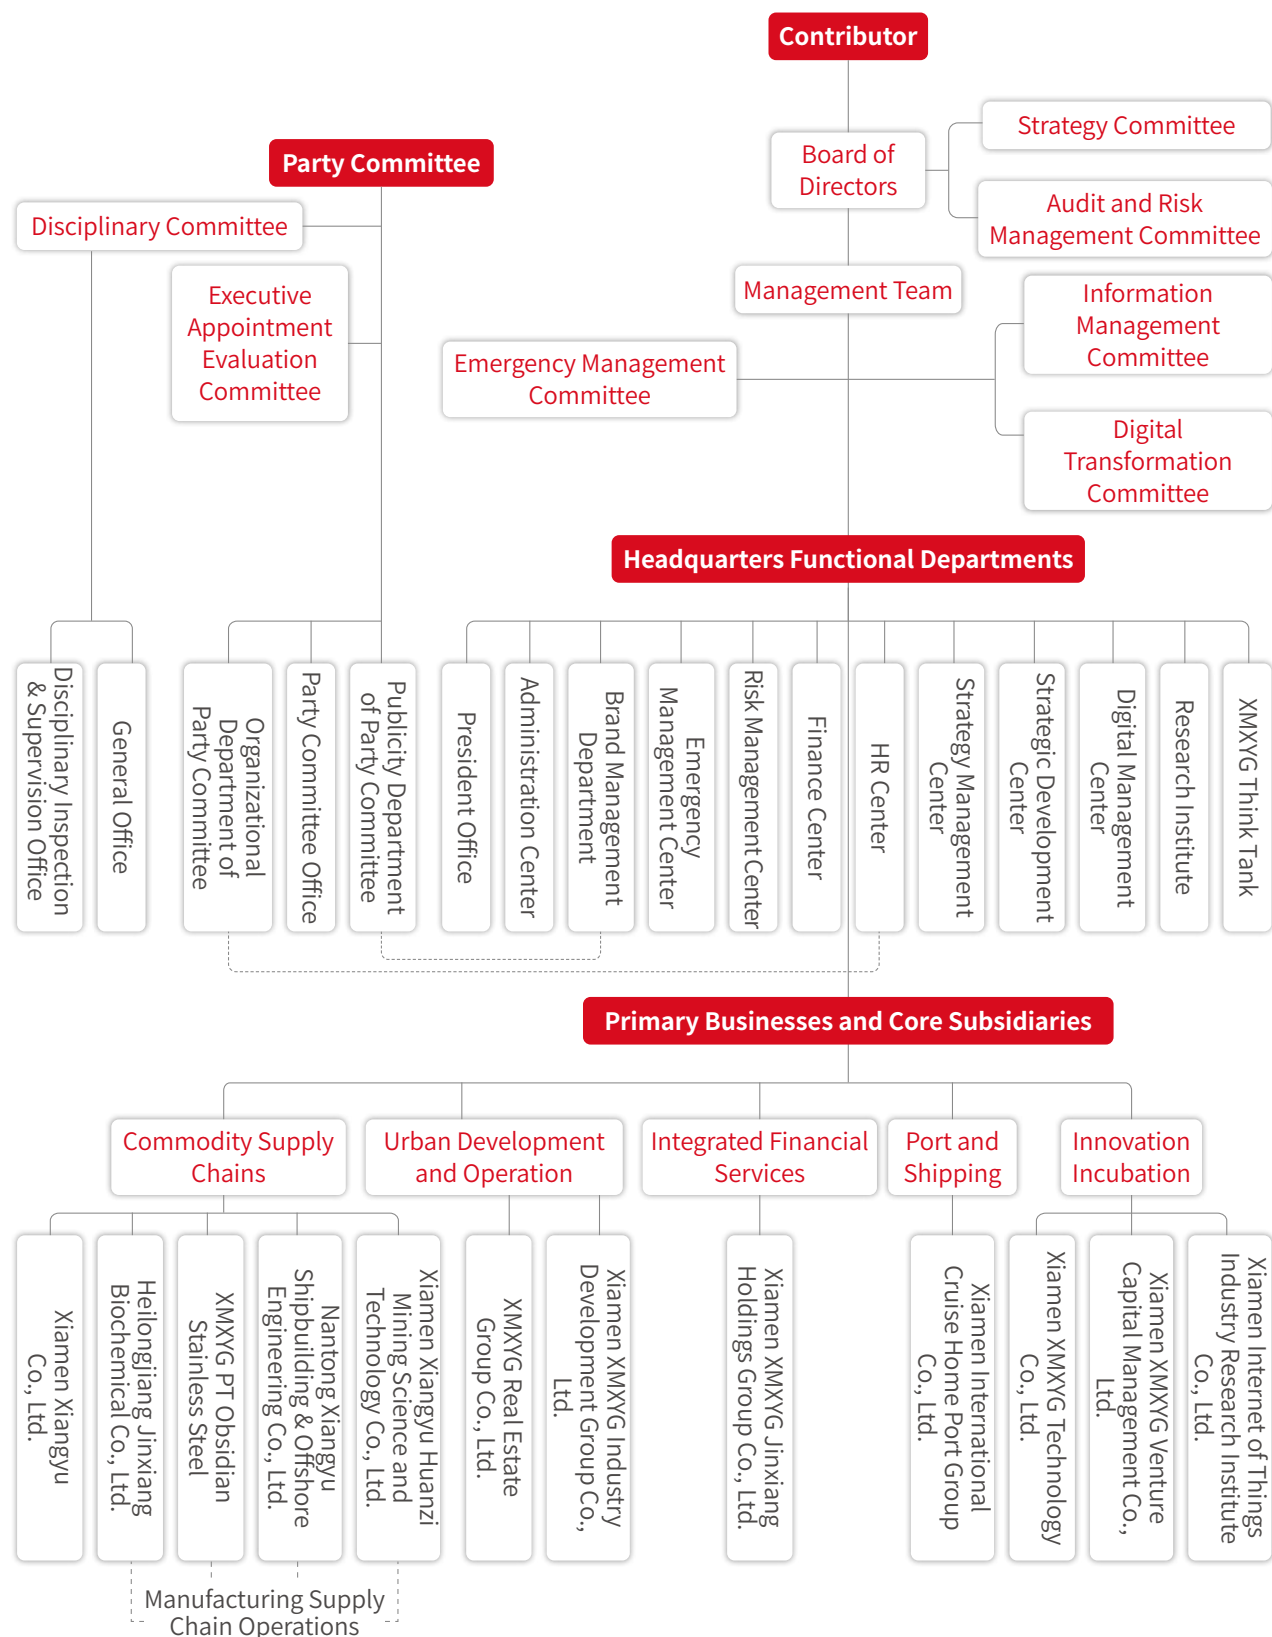 Contributor
Board of
Directors
Strategy Committee
Audit and Risk
Management Committee
Party Committee
Disciplinary Committee
Executive
Appointment
Evaluation
Committee
Management Team
Emergency Management
Committee
Information
Management
Committee
Digital
Transformation
Committee
Headquarters Functional Departments
Disciplinary Inspection
& Supervision Office
General Office
Organizational
Department of
Party Committee
Party Committee Office
Publicity Department
of Party Committee
President Office
Administration Center
Brand Management
Department
Emergency
Management Center
Risk Management Center
Finance Center
HR Center
Strategy Management
Center
Strategic Development
Center
Digital Management
Center
Research Institute
XMXYG Think Tank
Primary Businesses and Core Subsidiaries
Commodity Supply
Chains
Urban Development
and Operation
Integrated Financial
Services
Port and
Shipping
Innovation
Incubation
Xiamen Xiangyu
Co., Ltd.
Heilongjiang Jinxiang
Biochemical Co., Ltd.
XMXYG PT Obsidian
Stainless Steel
Nantong Xiangyu
Shipbuilding & Offshore
Engineering Co., Ltd.
Xiamen Xiangyu Huanzi
Mining Science and
Technology Co., Ltd.
XMXYG Real Estate
Group Co., Ltd.
Xiamen XMXYG Industry
Development Group Co.,
Ltd.
Xiamen XMXYG Jinxiang
Holdings Group Co., Ltd.
Xiamen International
Cruise Home Port Group
Co., Ltd.
Xiamen XMXYG Technology
Co., Ltd.
Xiamen XMXYG Venture
Capital Management Co.,
Ltd.
Xiamen Internet of Things
Industry Research Institute
Co., Ltd.
Manufacturing Supply
Chain Operations